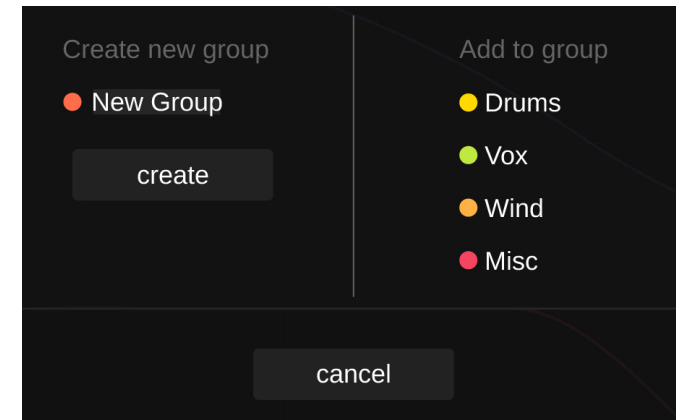 Create new group
New Group
create
Add to group
Drums
Vox
Wind
Misc
cancel